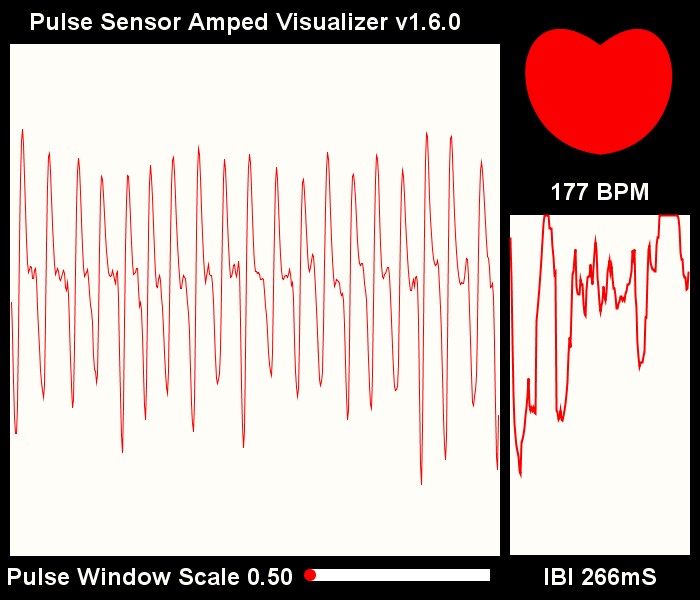 Pulse Sensor Amped Visualizer v1.6.0
177 BPM
Pulse Window Scale 0.50
IBI 266mS